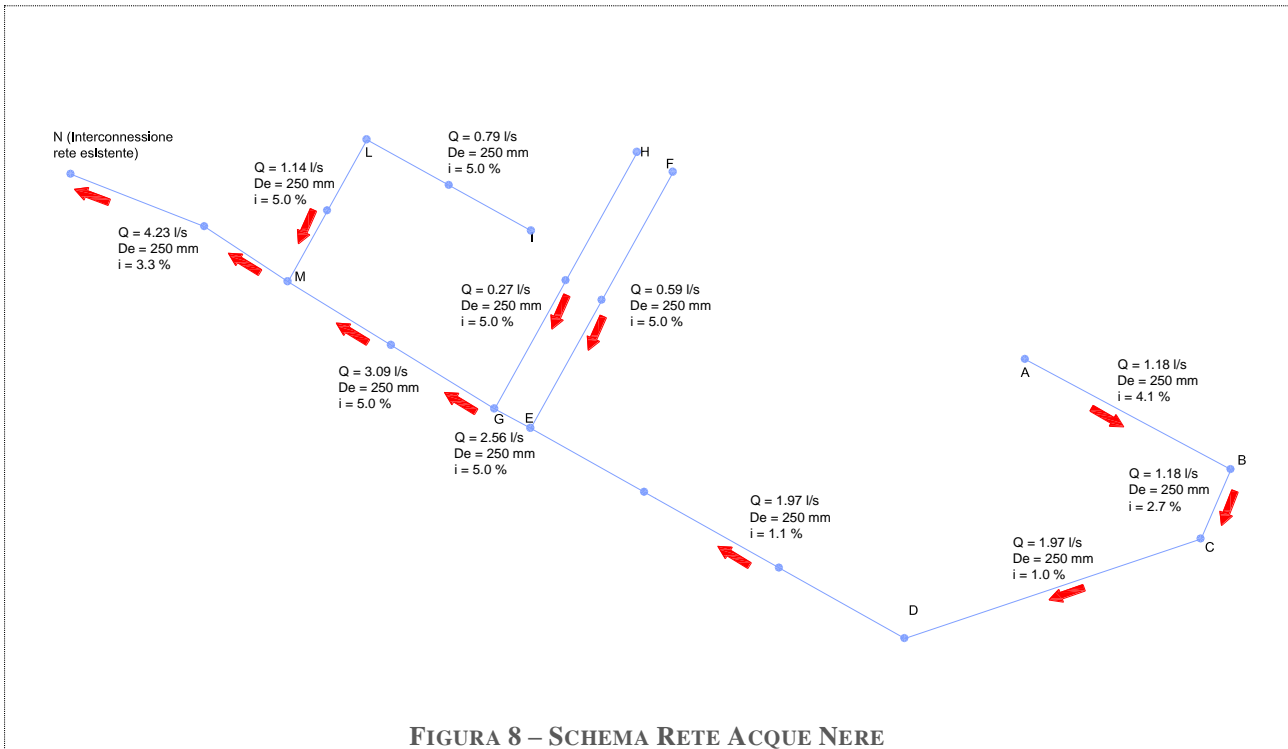 N (Interconnessione
rete esistente)
L
Q = 0.79 l/s
De = 250 mm
i = 5.0 %
H
F
Q = 1.14 l/s
De = 250 mm
i = 5.0 %
I
Q = 4.23 l/s
De = 250 mm
i = 3.3 %
M
Q = 0.27 l/s
De = 250 mm
i = 5.0 %
Q = 0.59 l/s
De = 250 mm
i = 5.0 %
Q = 3.09 l/s
De = 250 mm
i = 5.0 %
G
E
Q = 2.56 l/s
De = 250 mm
i = 5.0 %
A
Q = 1.18 l/s
De = 250 mm
i = 4.1 %
B
Q = 1.18 l/s
De = 250 mm
i = 2.7 %
C
Q = 1.97 l/s
De = 250 mm
i = 1.1 %
Q = 1.97 l/s
De = 250 mm
i = 1.0 %
D
FIGURA 8 – SCHEMA RETE ACQUE NERE